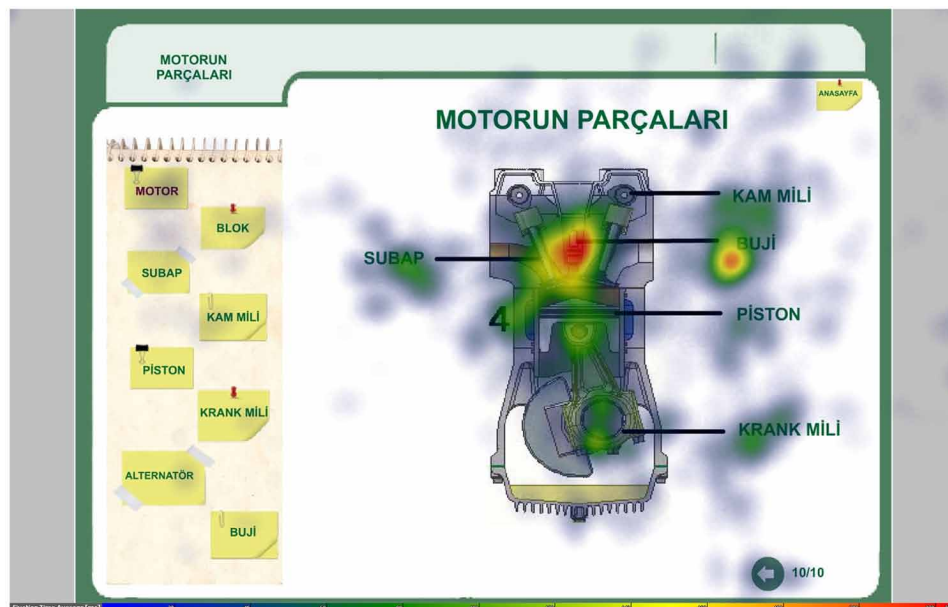 MOTORUN
PARÇALARI
ANASAYFA
MOTORUN PARÇALARI
MOTOR
BLOK
SUBAP
KAM MİLİ
PİSTON
KRANK MİLİ
ALTERNATÖR
BUJİ
KAM MİLİ
BUJİ
SUBAP
PİSTON
4
KRANK MİLİ
10/10